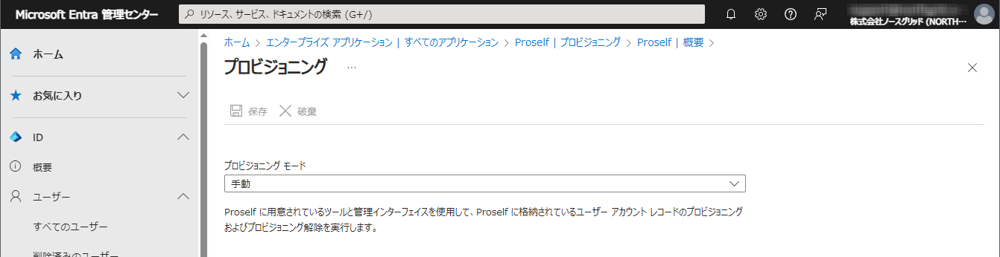 Microsoft Entra 管理センター
リソース、サービス、ドキュメントの検索 (G+/)
株式会社ノースグリッド (NORTH…
ホーム
お気に入り
ID
概要
ユーザー
すべてのユーザー
削除済みのユーザー
ホーム > エンタープライズ アプリケーション | すべてのアプリケーション > Proself | プロビジョニング > Proself | 概要 >
プロビジョニング …
保存 破棄
プロビジョニング モード
手動
Proself に用意されているツールと管理インターフェイスを使用して、Proself に格納されているユーザー アカウント レコードのプロビジョニング
およびプロビジョニング解除を実行します。